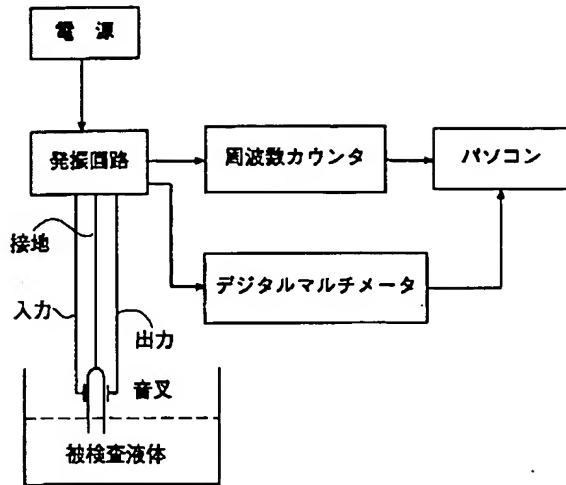 電 源
発振回路
周波数カウンタ
パソコン
接地
デジタルマルチメータ
入力
出力
音叉
被検査液体